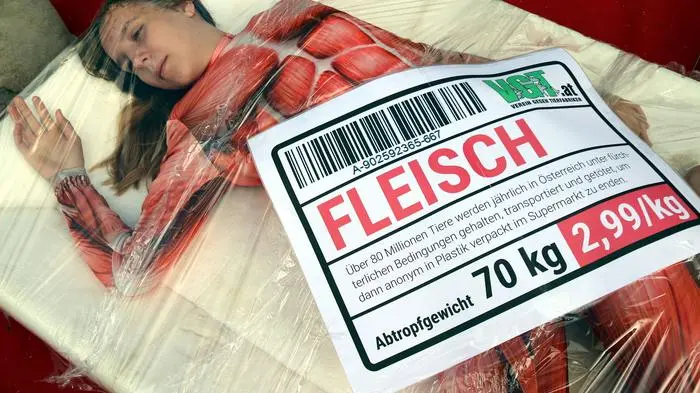 VGT.at
VEREIN GEGEN TIERFABRIKEN
A-902592365-667
FLEISCH
Über 80 Millionen Tiere werden jährlich in Österreich unter fürch-
terlichen Bedingungen gehalten, transportiert und getötet, um
dann anonym in Plastik verpackt im Supermarkt zu enden.
Abtropfgewicht 70 kg 2,99/kg